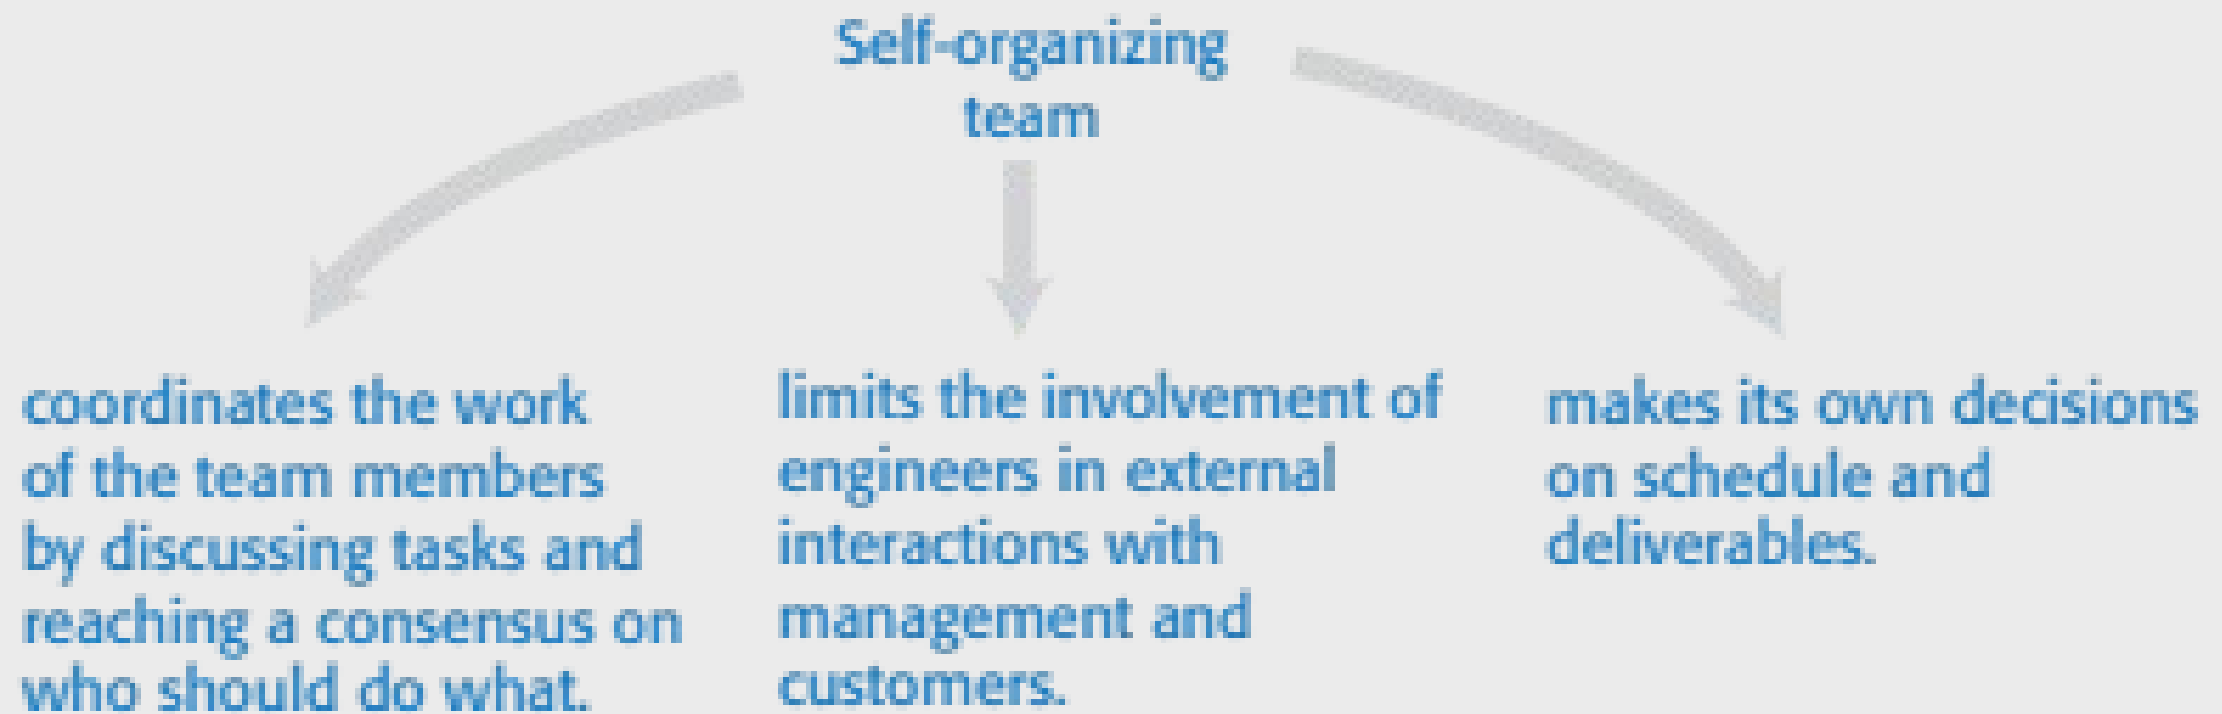 Self-organizing
team
coordinates the work
of the team members
by discussing tasks and
reaching a consensus on
who should do what.
limits the involvement of
engineers in external
interactions with
management and
customers.
makes its own decisions
on schedule and
deliverables.